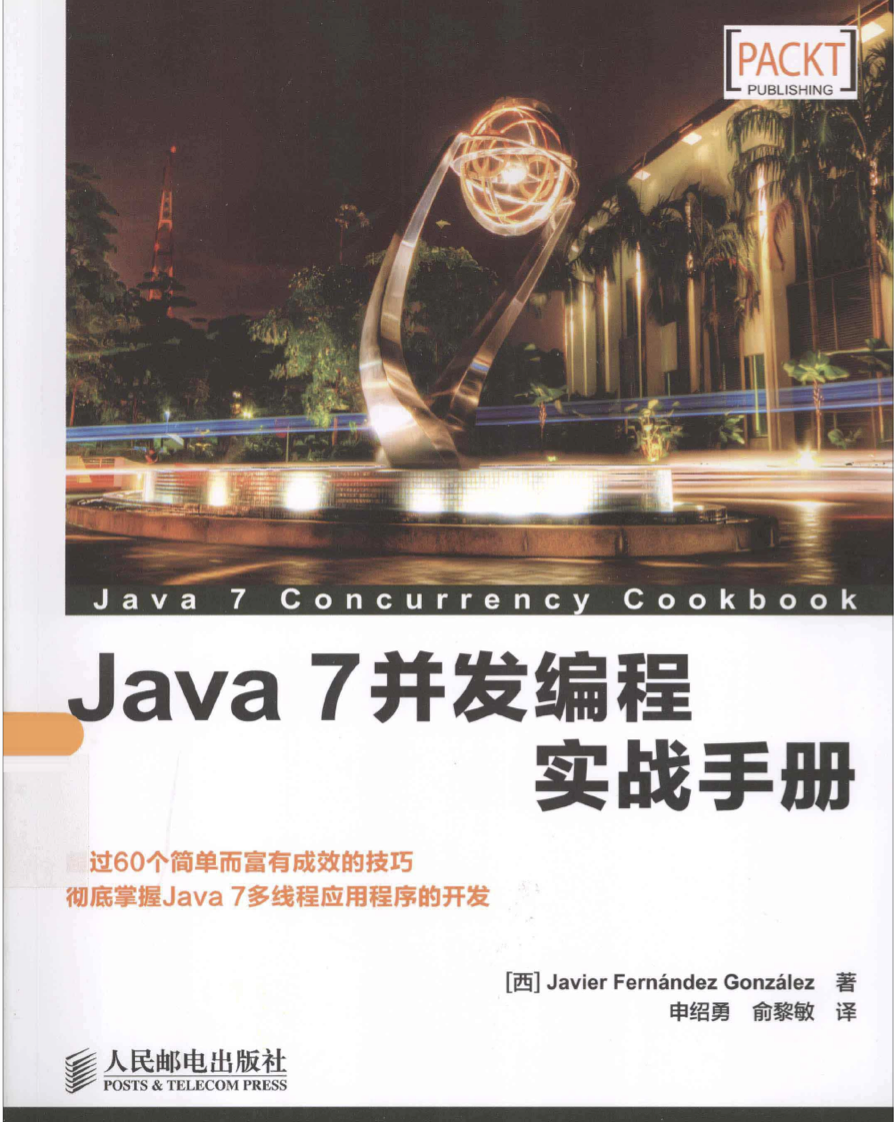 PACKT
PUBLISHING
Java 7 Concurrency Cookbook
Java 7并发编程
实战手册
超过60个简单而富有成效的技巧
彻底掌握Java 7多线程应用程序的开发
[西] Javier Fernández González 著
申绍勇 俞黎敏 译
人民邮电出版社
POSTS & TELECOM PRESS